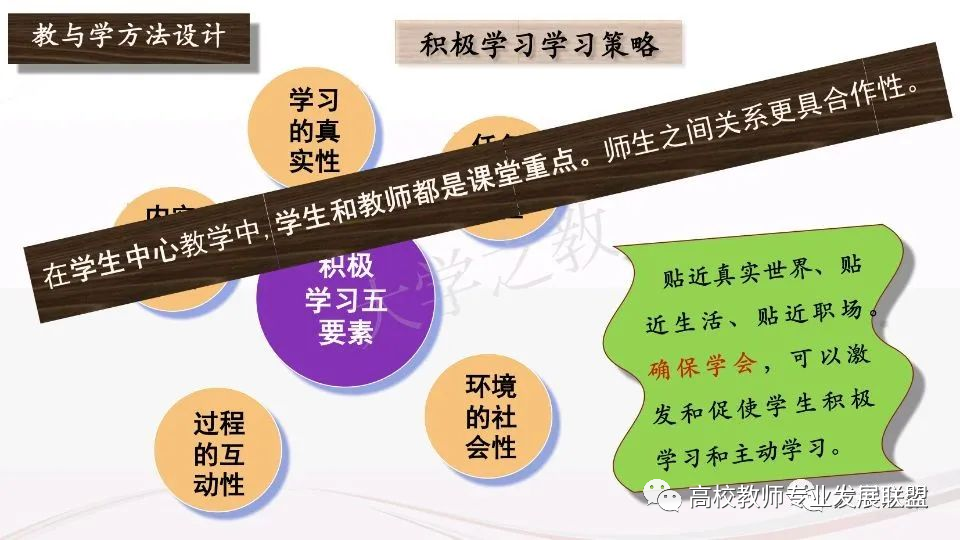 教与学方法设计
积极学习学习策略
学习
的真
实性
在学生中心教学中,学生和教师都是课堂重点。师生之间关系更具合作性。
积极
学习五
要素
过程
的互
动性
环境
的社
会性
贴近真实世界、贴
近生活、贴近职场。
确保学会，可以激
发和促使学生积极
学习和主动学习。
大学之教
高校教师专业发展联盟